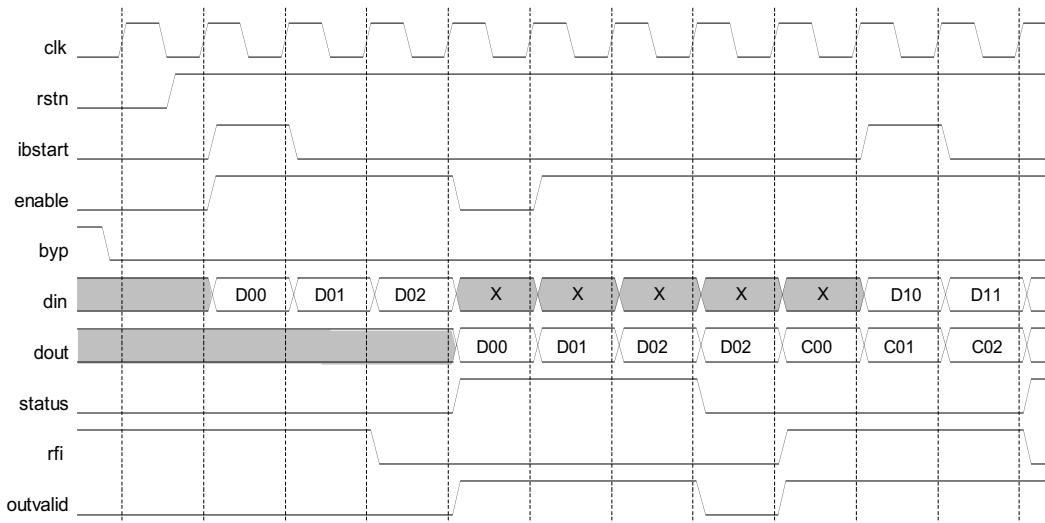 clk
rstn
ibstart
enable
byp
din D00 D01 D02 X X X X X D10 D11
dout D00 D01 D02 D02 C00 C01 C02
status
rfi
outvalid